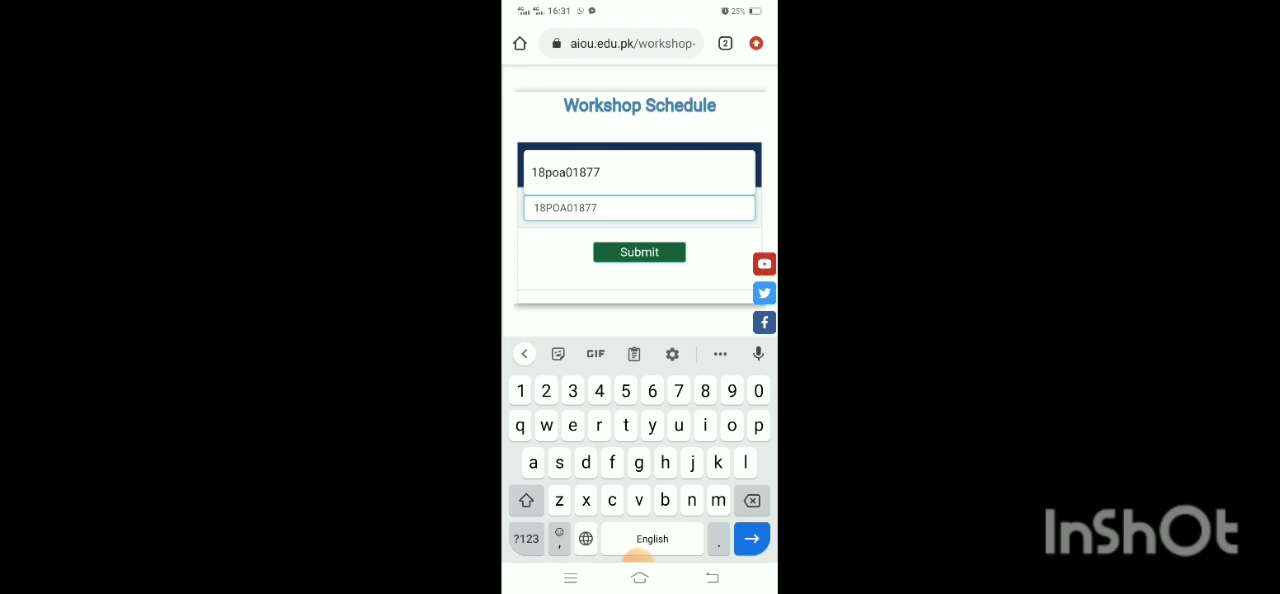 16:31 25%
aiou.edu.pk/workshop- 2
Workshop Schedule
18poa01877
18POA01877
Submit
GIF
1 2 3 4 5 6 7 8 9 0
q w e r t y u i o p
a s d f g h j k l
z x c v b n m
?123 , English .
InShOt